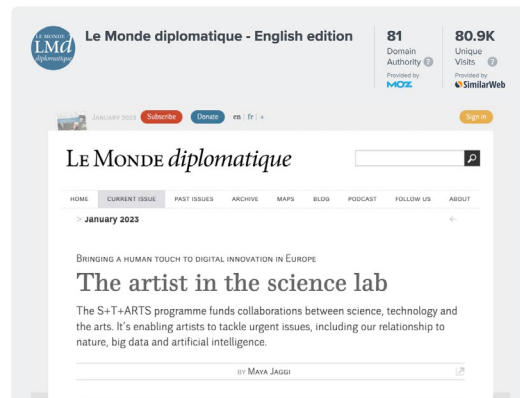 LE MONDE
LMd
diplomatique
Le Monde diplomatique - English edition
81
Domain
Authority ?
Provided by
MOZ
80.9K
Unique
Visits ?
Provided by
SimilarWeb
JANUARY 2023 Subscribe Donate en | fr | +
Sign in
LE MONDE diplomatique
HOME CURRENT ISSUE PAST ISSUES ARCHIVE MAPS BLOG PODCAST FOLLOW US ABOUT
> January 2023
BRINGING A HUMAN TOUCH TO DIGITAL INNOVATION IN EUROPE
The artist in the science lab
The S+T+ARTS programme funds collaborations between science, technology and
the arts. It's enabling artists to tackle urgent issues, including our relationship to
nature, big data and artificial intelligence.
BY MAYA JAGGI